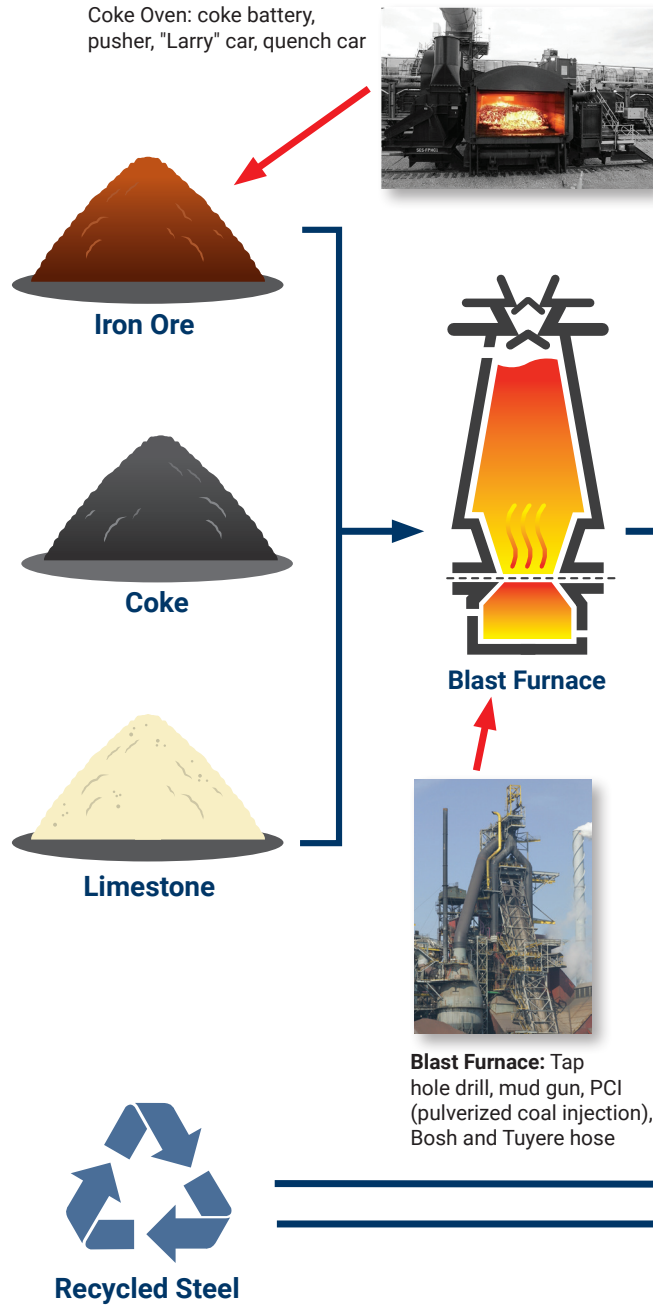 Coke Oven: coke battery,
pusher, "Larry" car, quench car
Iron Ore
Coke
Blast Furnace
Limestone
Blast Furnace: Tap
hole drill, mud gun, PCI
(pulverized coal injection),
Bosh and Tuyere hose
Recycled Steel